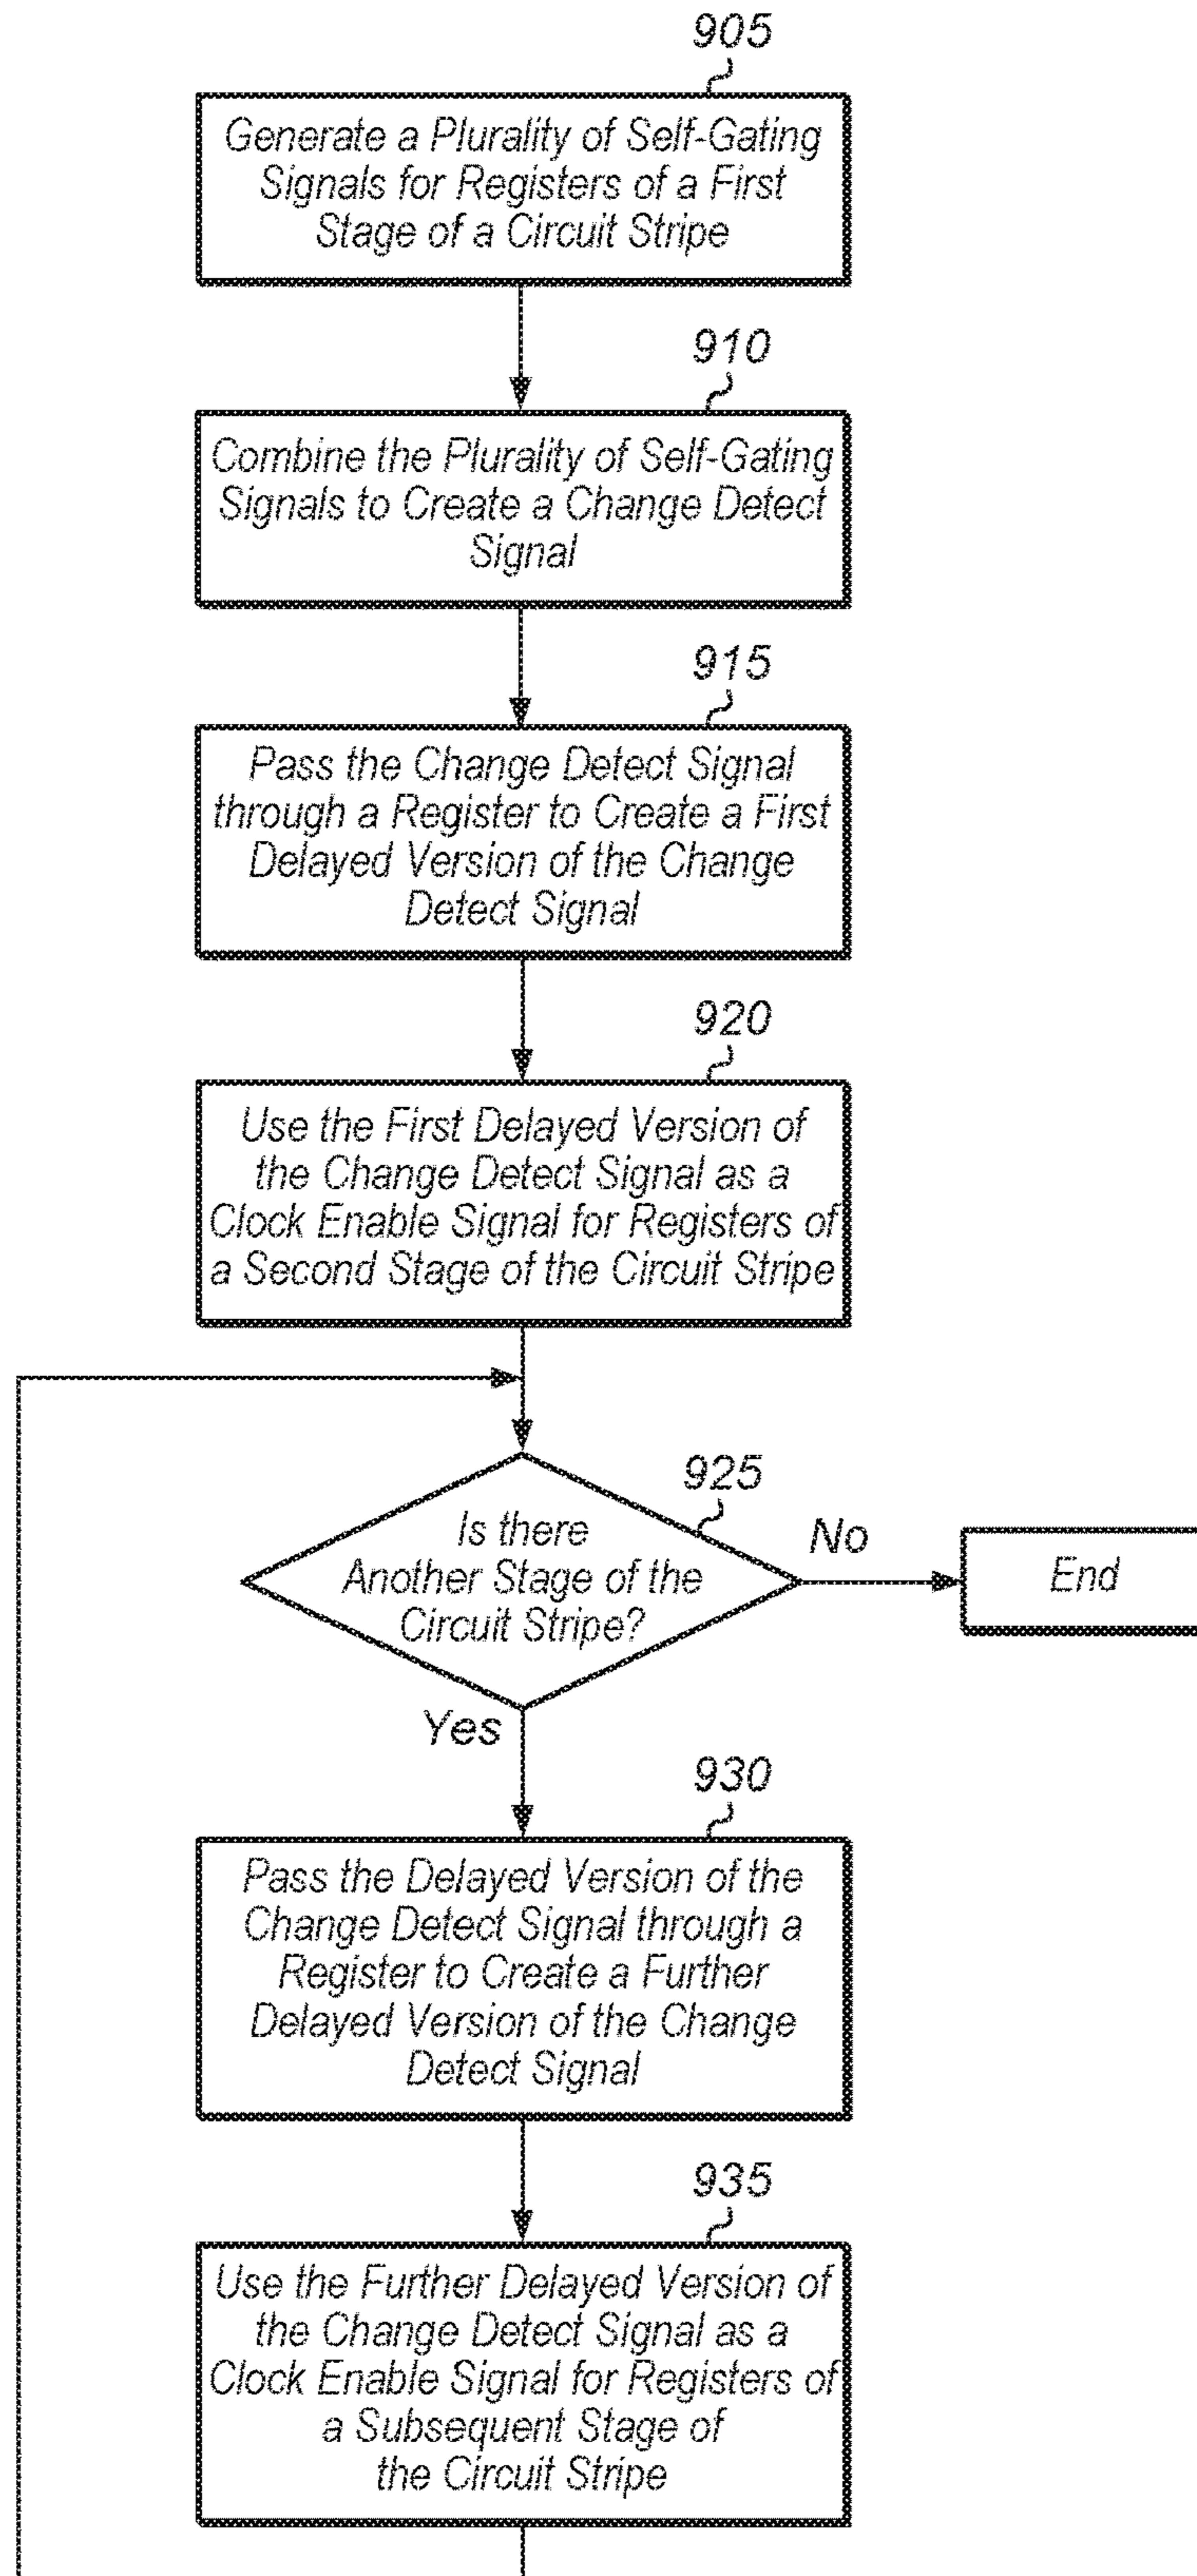 905
Generate a Plurality of Self-Gating
Signals for Registers of a First
Stage of a Circuit Stripe
910
Combine the Plurality of Self-Gating
Signals to Create a Change Detect
Signal
915
Pass the Change Detect Signal
through a Register to Create a First
Delayed Version of the Change
Detect Signal
920
Use the First Delayed Version of
the Change Detect Signal as a
Clock Enable Signal for Registers of
a Second Stage of the Circuit Stripe
925
Is there
Another Stage of the
Circuit Stripe?
No
End
Yes
930
Pass the Delayed Version of the
Change Detect Signal through a
Register to Create a Further
Delayed Version of the Change
Detect Signal
935
Use the Further Delayed Version of
the Change Detect Signal as a
Clock Enable Signal for Registers of
a Subsequent Stage of
the Circuit Stripe